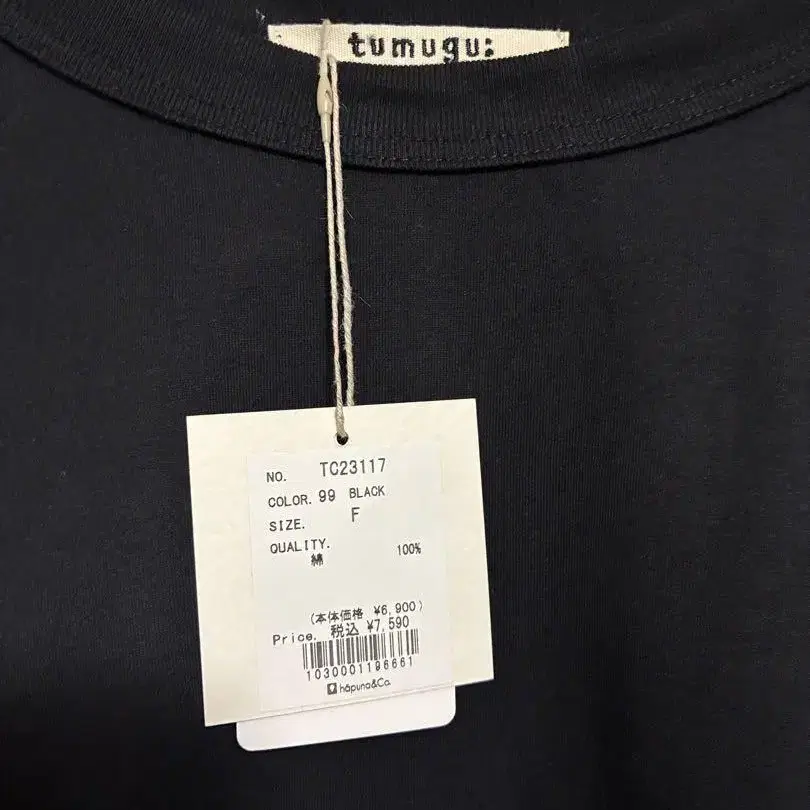 tumugu:
NO. TC23117
COLOR. 99 BLACK
SIZE. F
QUALITY.
綿 100%
(本体価格 ¥6,900)
Price. 税込 ¥7,590
1030001196661
hāpuna&Co.